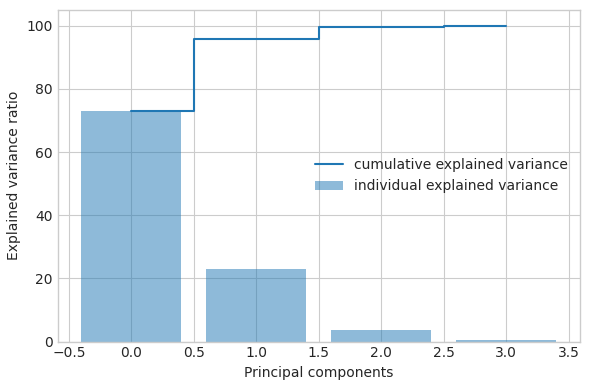 100
80
60
40
20
0
Explained variance ratio
cumulative explained variance
individual explained variance
−0.5 0.0 0.5 1.0 1.5 2.0 2.5 3.0 3.5
Principal components